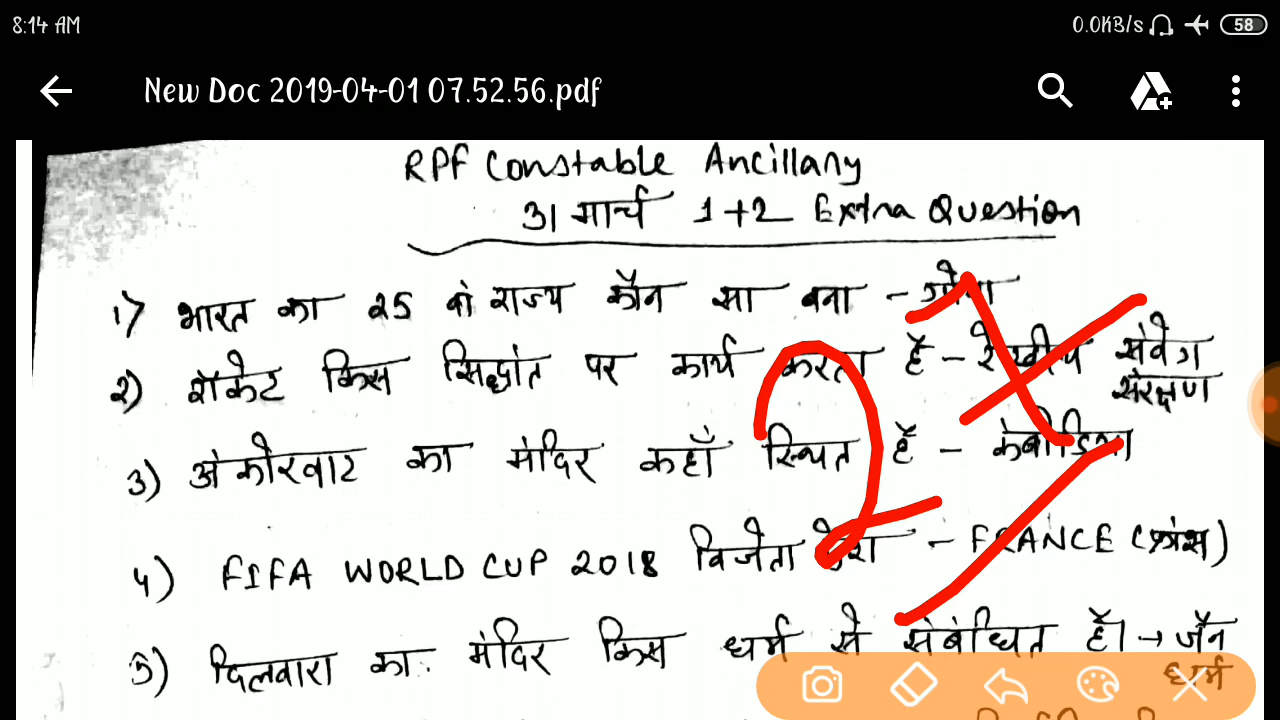 8:14 AM 0.0KB/s 58
New Doc 2019-04-01 07.52.56.pdf
RPF Constable Ancillany
31 मार्च 1+2 Extra Question
1) भारत का 25 वां राज्य कौन सा बना - गोवा
2) रॉकेट किस सिद्धांत पर कार्य करता है - रेखीय संवेग
संरक्षण
3) अंकोरवाट का मंदिर कहाँ स्थित है - कंबोडिया
4) FIFA WORLD CUP 2018 विजेता देश - FRANCE (फ्रांस)
5) दिलवारा का मंदिर किस धर्म से संबंधित है। → जैन
धर्म